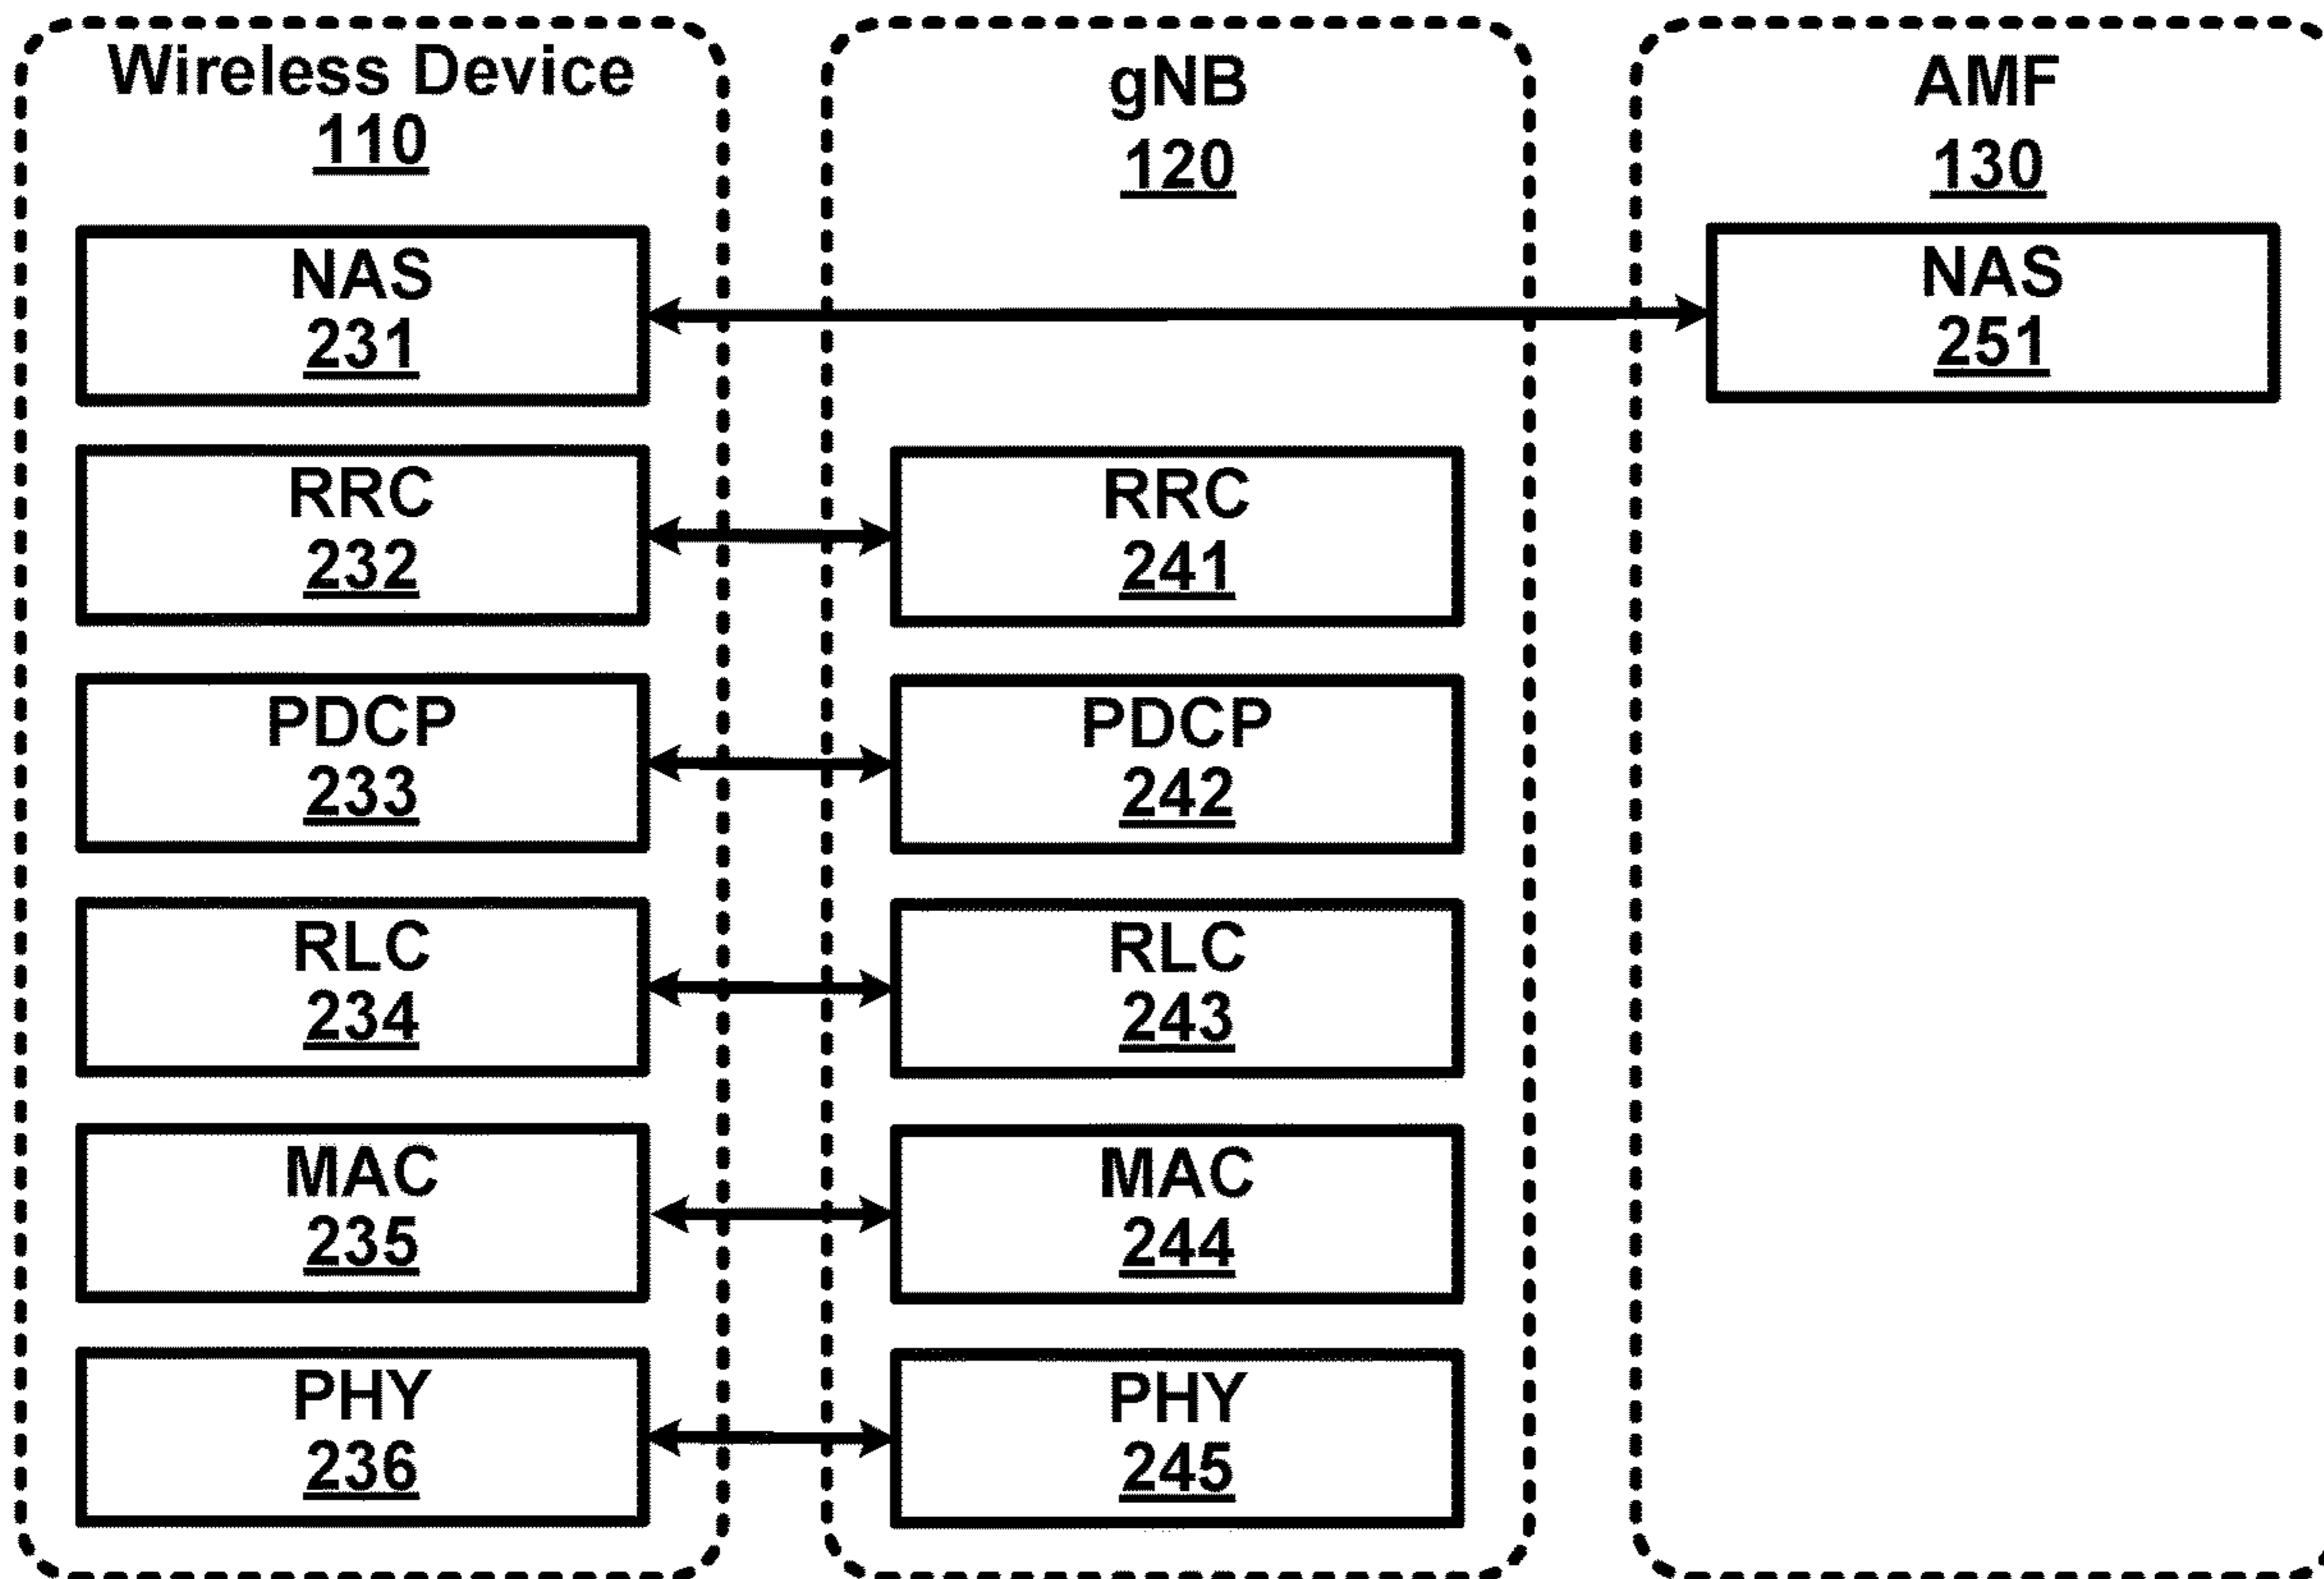 Wireless Device
110
gNB
120
AMF
130
NAS
231
NAS
251
RRC
232
RRC
241
PDCP
233
PDCP
242
RLC
234
RLC
243
MAC
235
MAC
244
PHY
236
PHY
245